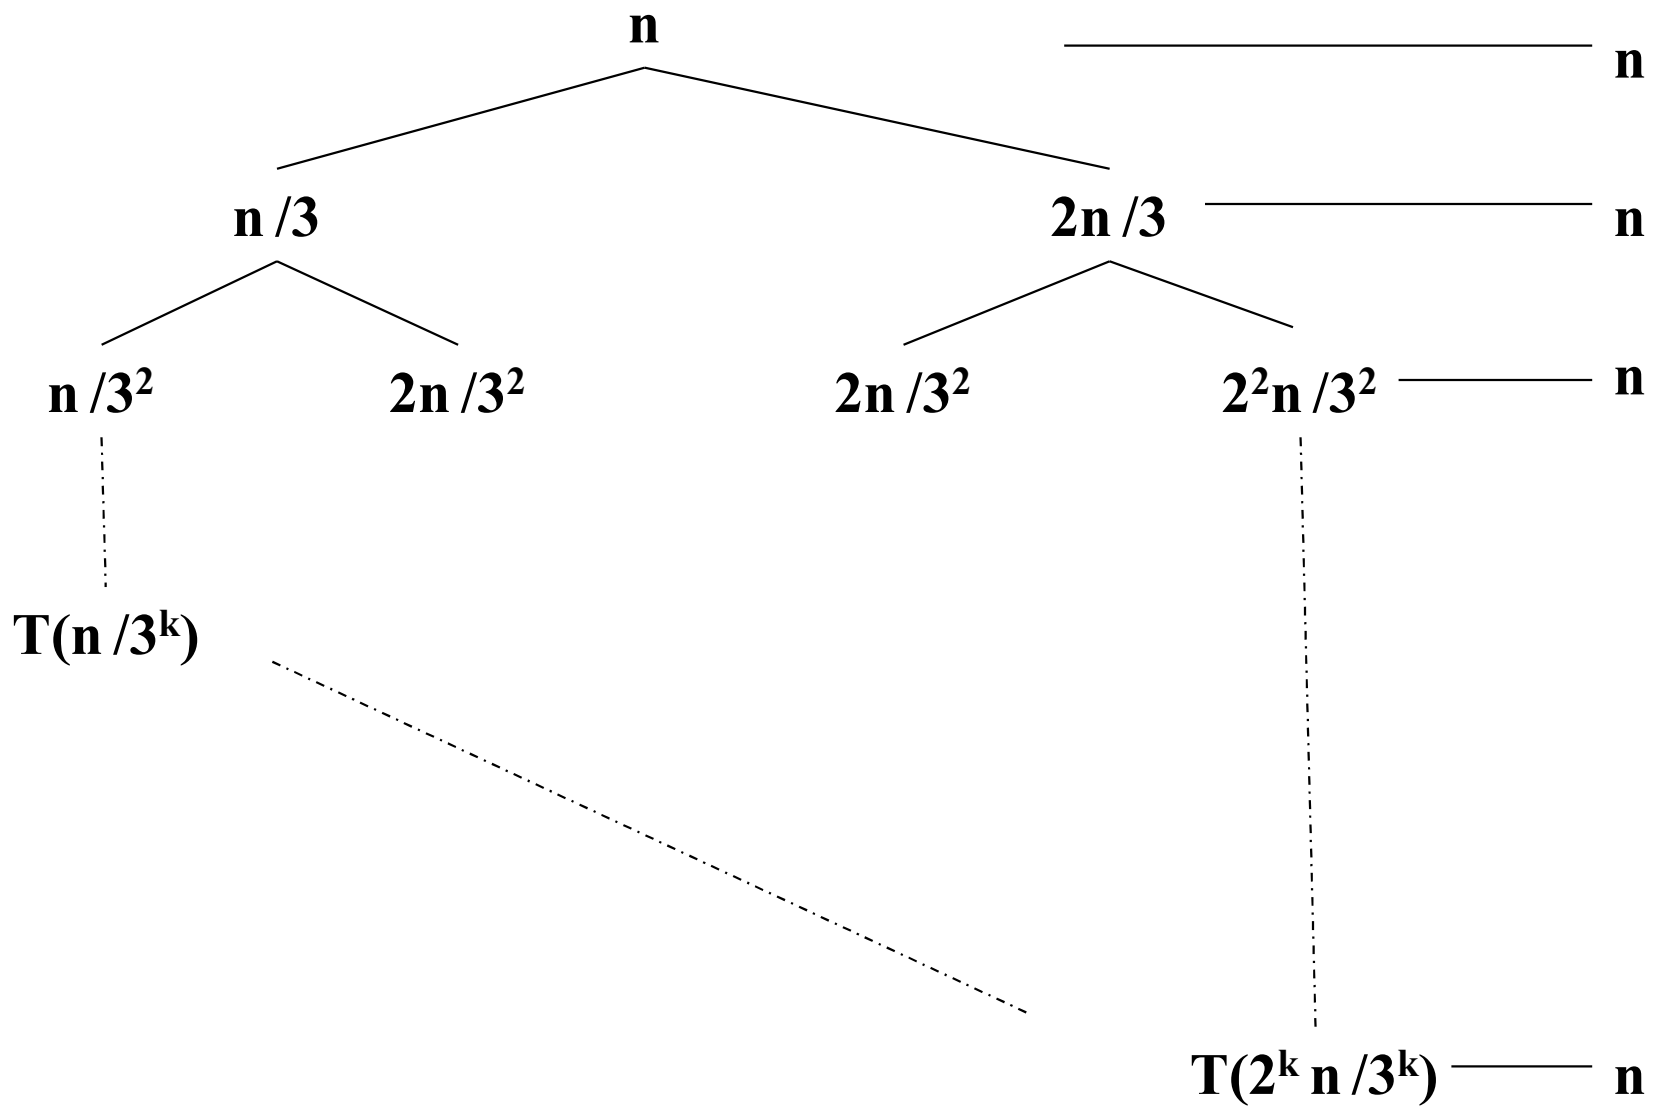 n n
n /3 2n /3 n
n /3² 2n /3² 2n /3² 2²n /3² n
T(n /3ᵏ)
T(2ᵏ n /3ᵏ) n